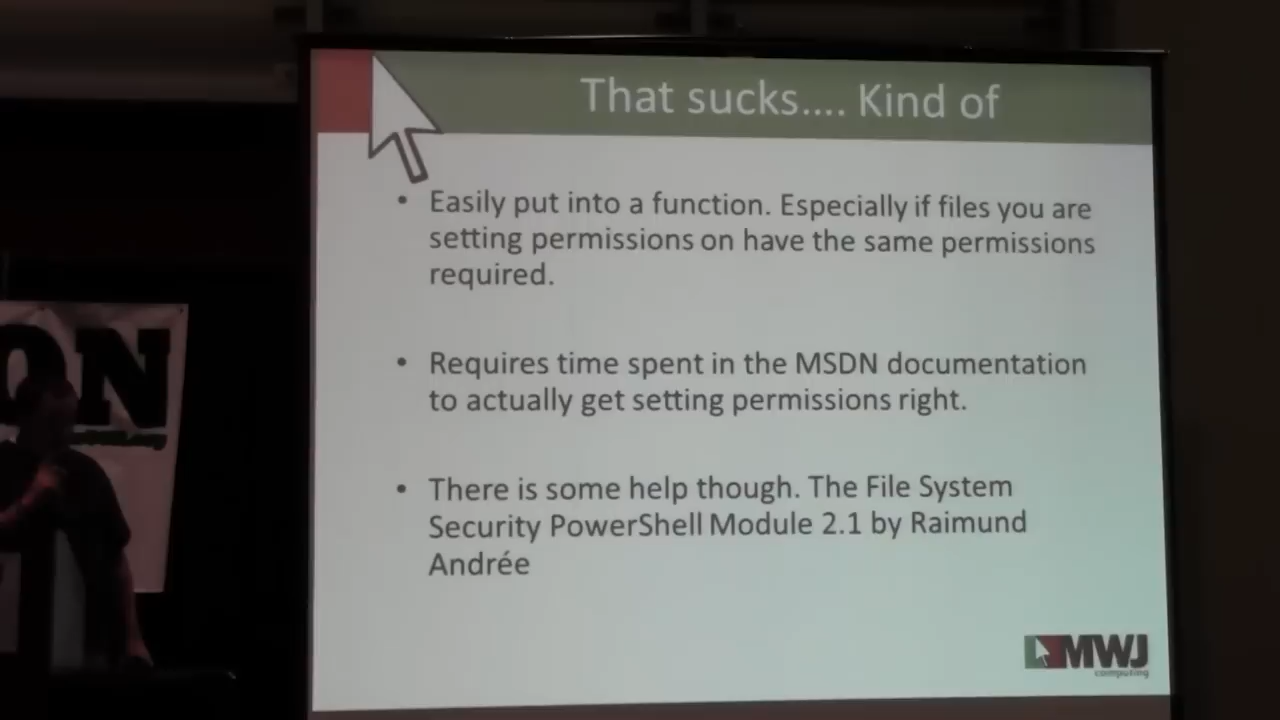 That sucks.... Kind of
• Easily put into a function. Especially if files you are
setting permissions on have the same permissions
required.
• Requires time spent in the MSDN documentation
to actually get setting permissions right.
• There is some help though. The File System
Security PowerShell Module 2.1 by Raimund
Andrée
MWJ
computing
ON